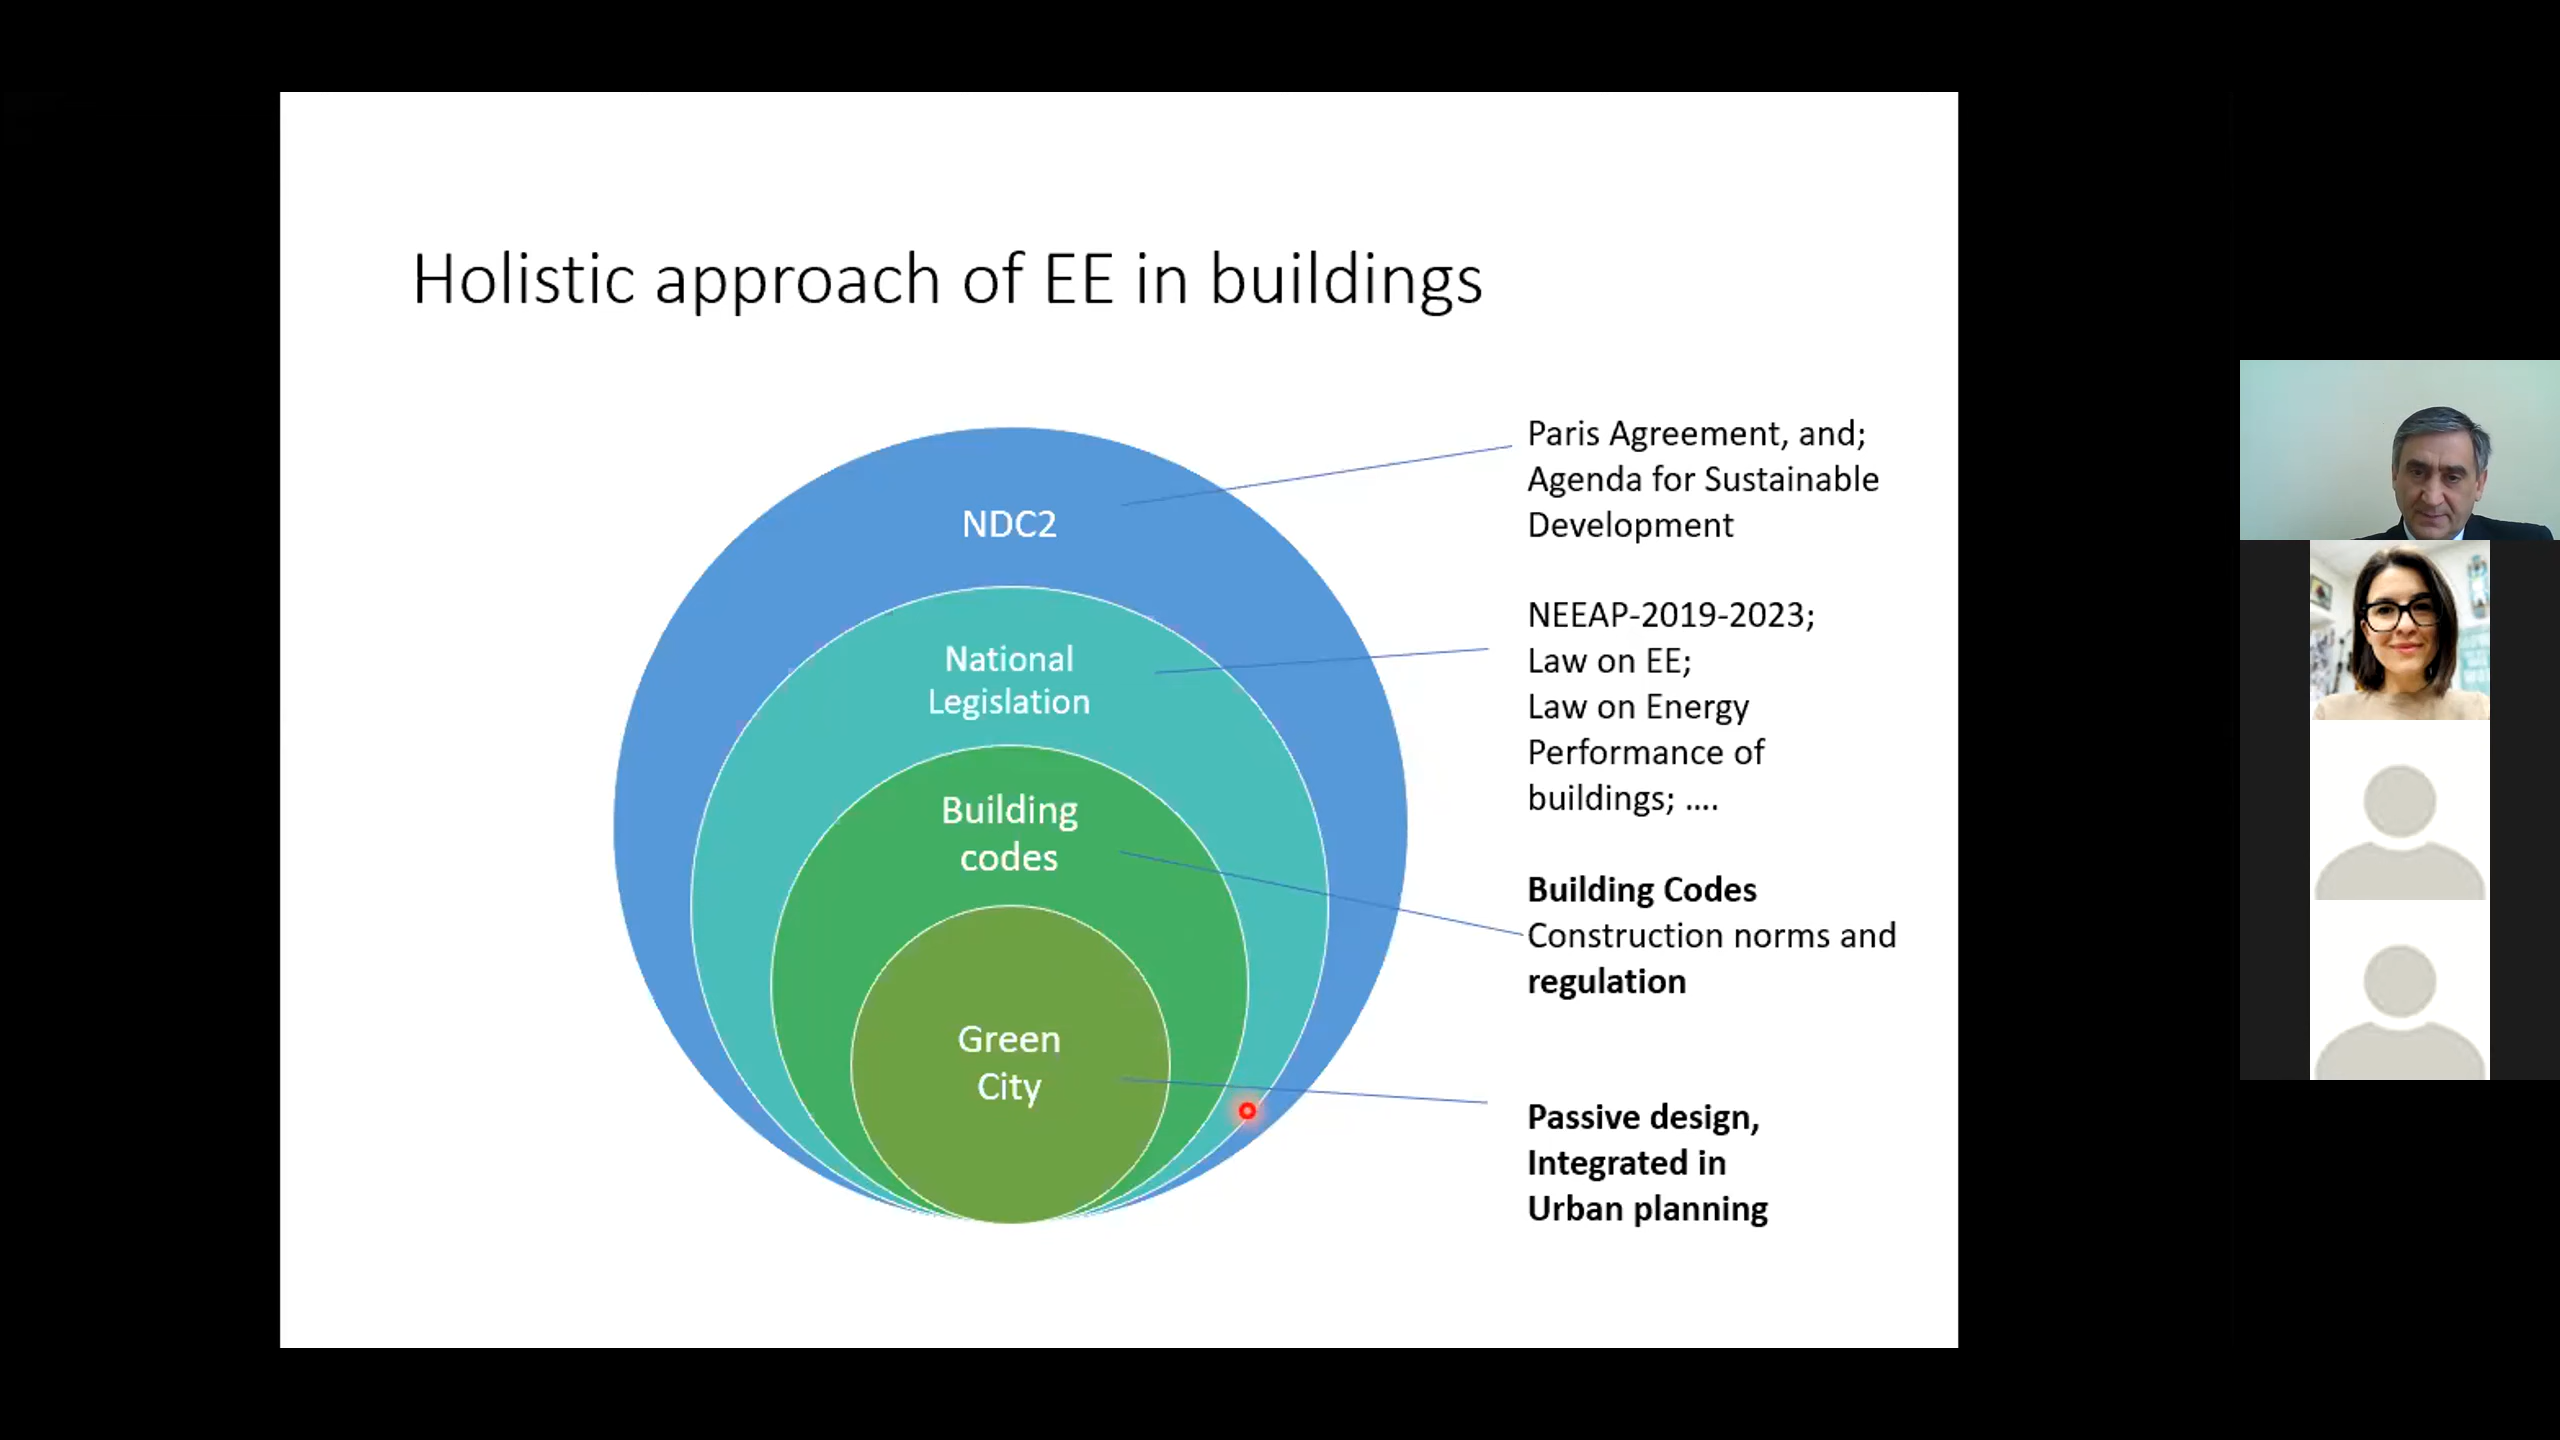 Holistic approach of EE in buildings
NDC2
National
Legislation
Building
codes
Green
City
Paris Agreement, and;
Agenda for Sustainable
Development
NEEAP-2019-2023;
Law on EE;
Law on Energy
Performance of
buildings; ....
Building Codes
Construction norms and
regulation
Passive design,
Integrated in
Urban planning